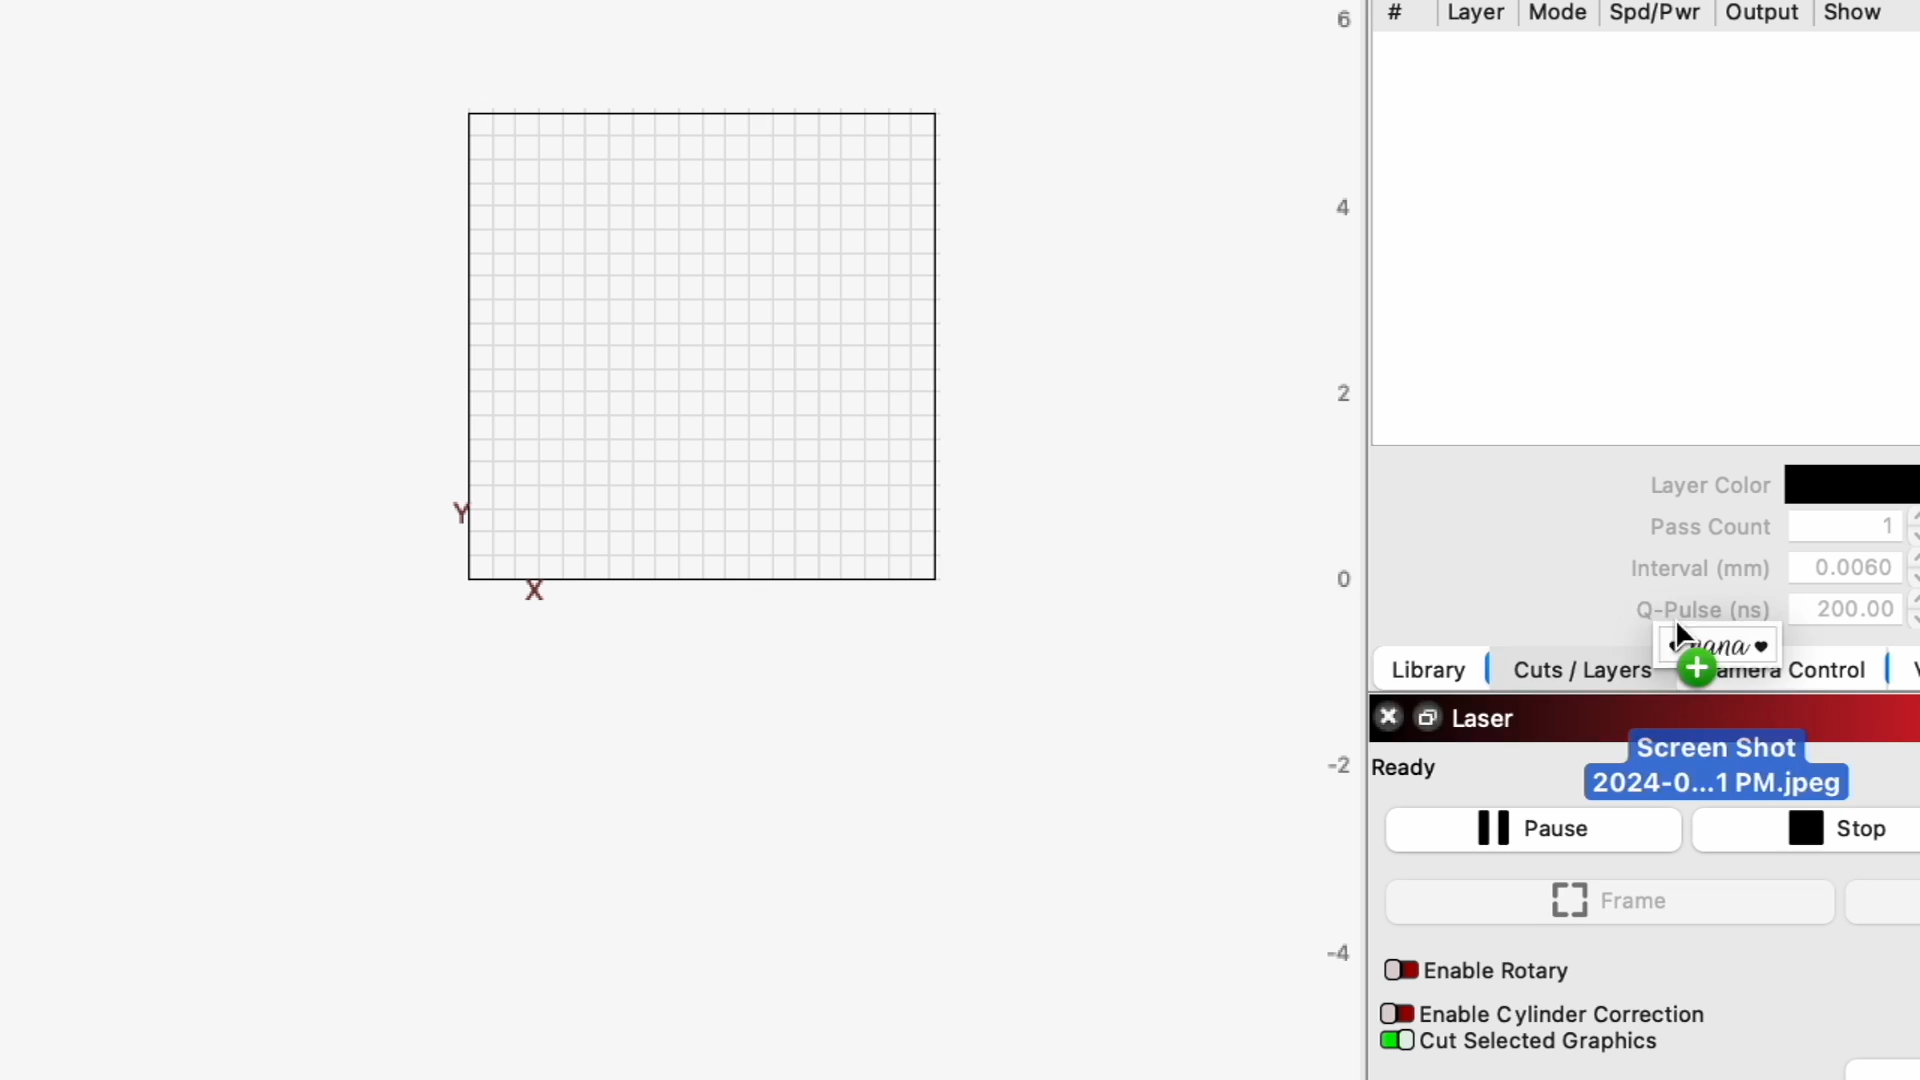 6
# Layer Mode Spd/Pwr Output Show
4
2
Y
X
0
-2
-4
Layer Color
Pass Count 1
Interval (mm) 0.0060
Q-Pulse (ns) 200.00
Library Cuts / Layers Camera Control
Laser
Ready
Screen Shot
2024-0...1 PM.jpeg
Pause Stop
Frame
Enable Rotary
Enable Cylinder Correction
Cut Selected Graphics